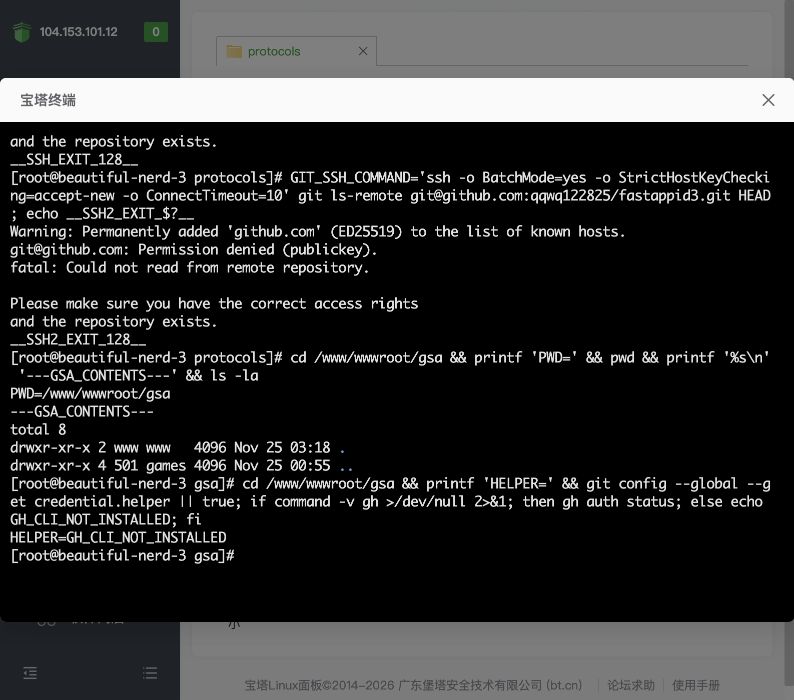 104.153.101.12
0
protocols
宝塔终端
and the repository exists.
__SSH_EXIT_128__
[root@beautiful-nerd-3 protocols]# GIT_SSH_COMMAND='ssh -o BatchMode=yes -o StrictHostKeyChecki
ng=accept-new -o ConnectTimeout=10' git ls-remote git@github.com:qqwq122825/fastappid3.git HEAD
; echo __SSH2_EXIT_$?__
Warning: Permanently added 'github.com' (ED25519) to the list of known hosts.
git@github.com: Permission denied (publickey).
fatal: Could not read from remote repository.
Please make sure you have the correct access rights
and the repository exists.
__SSH2_EXIT_128__
[root@beautiful-nerd-3 protocols]# cd /www/wwwroot/gsa && printf 'PWD=' && pwd && printf '%s\n'
'---GSA_CONTENTS---' && ls -la
PWD=/www/wwwroot/gsa
---GSA_CONTENTS---
total 8
drwxr-xr-x 2 www www   4096 Nov 25 03:18 .
drwxr-xr-x 4 501 games 4096 Nov 25 00:55 ..
[root@beautiful-nerd-3 gsa]# cd /www/wwwroot/gsa && printf 'HELPER=' && git config --global --g
et credential.helper || true; if command -v gh >/dev/null 2>&1; then gh auth status; else echo
GH_CLI_NOT_INSTALLED; fi
HELPER=GH_CLI_NOT_INSTALLED
[root@beautiful-nerd-3 gsa]#
宝塔Linux面板©2014-2026 广东堡塔安全技术有限公司 (bt.cn)
论坛求助
使用手册